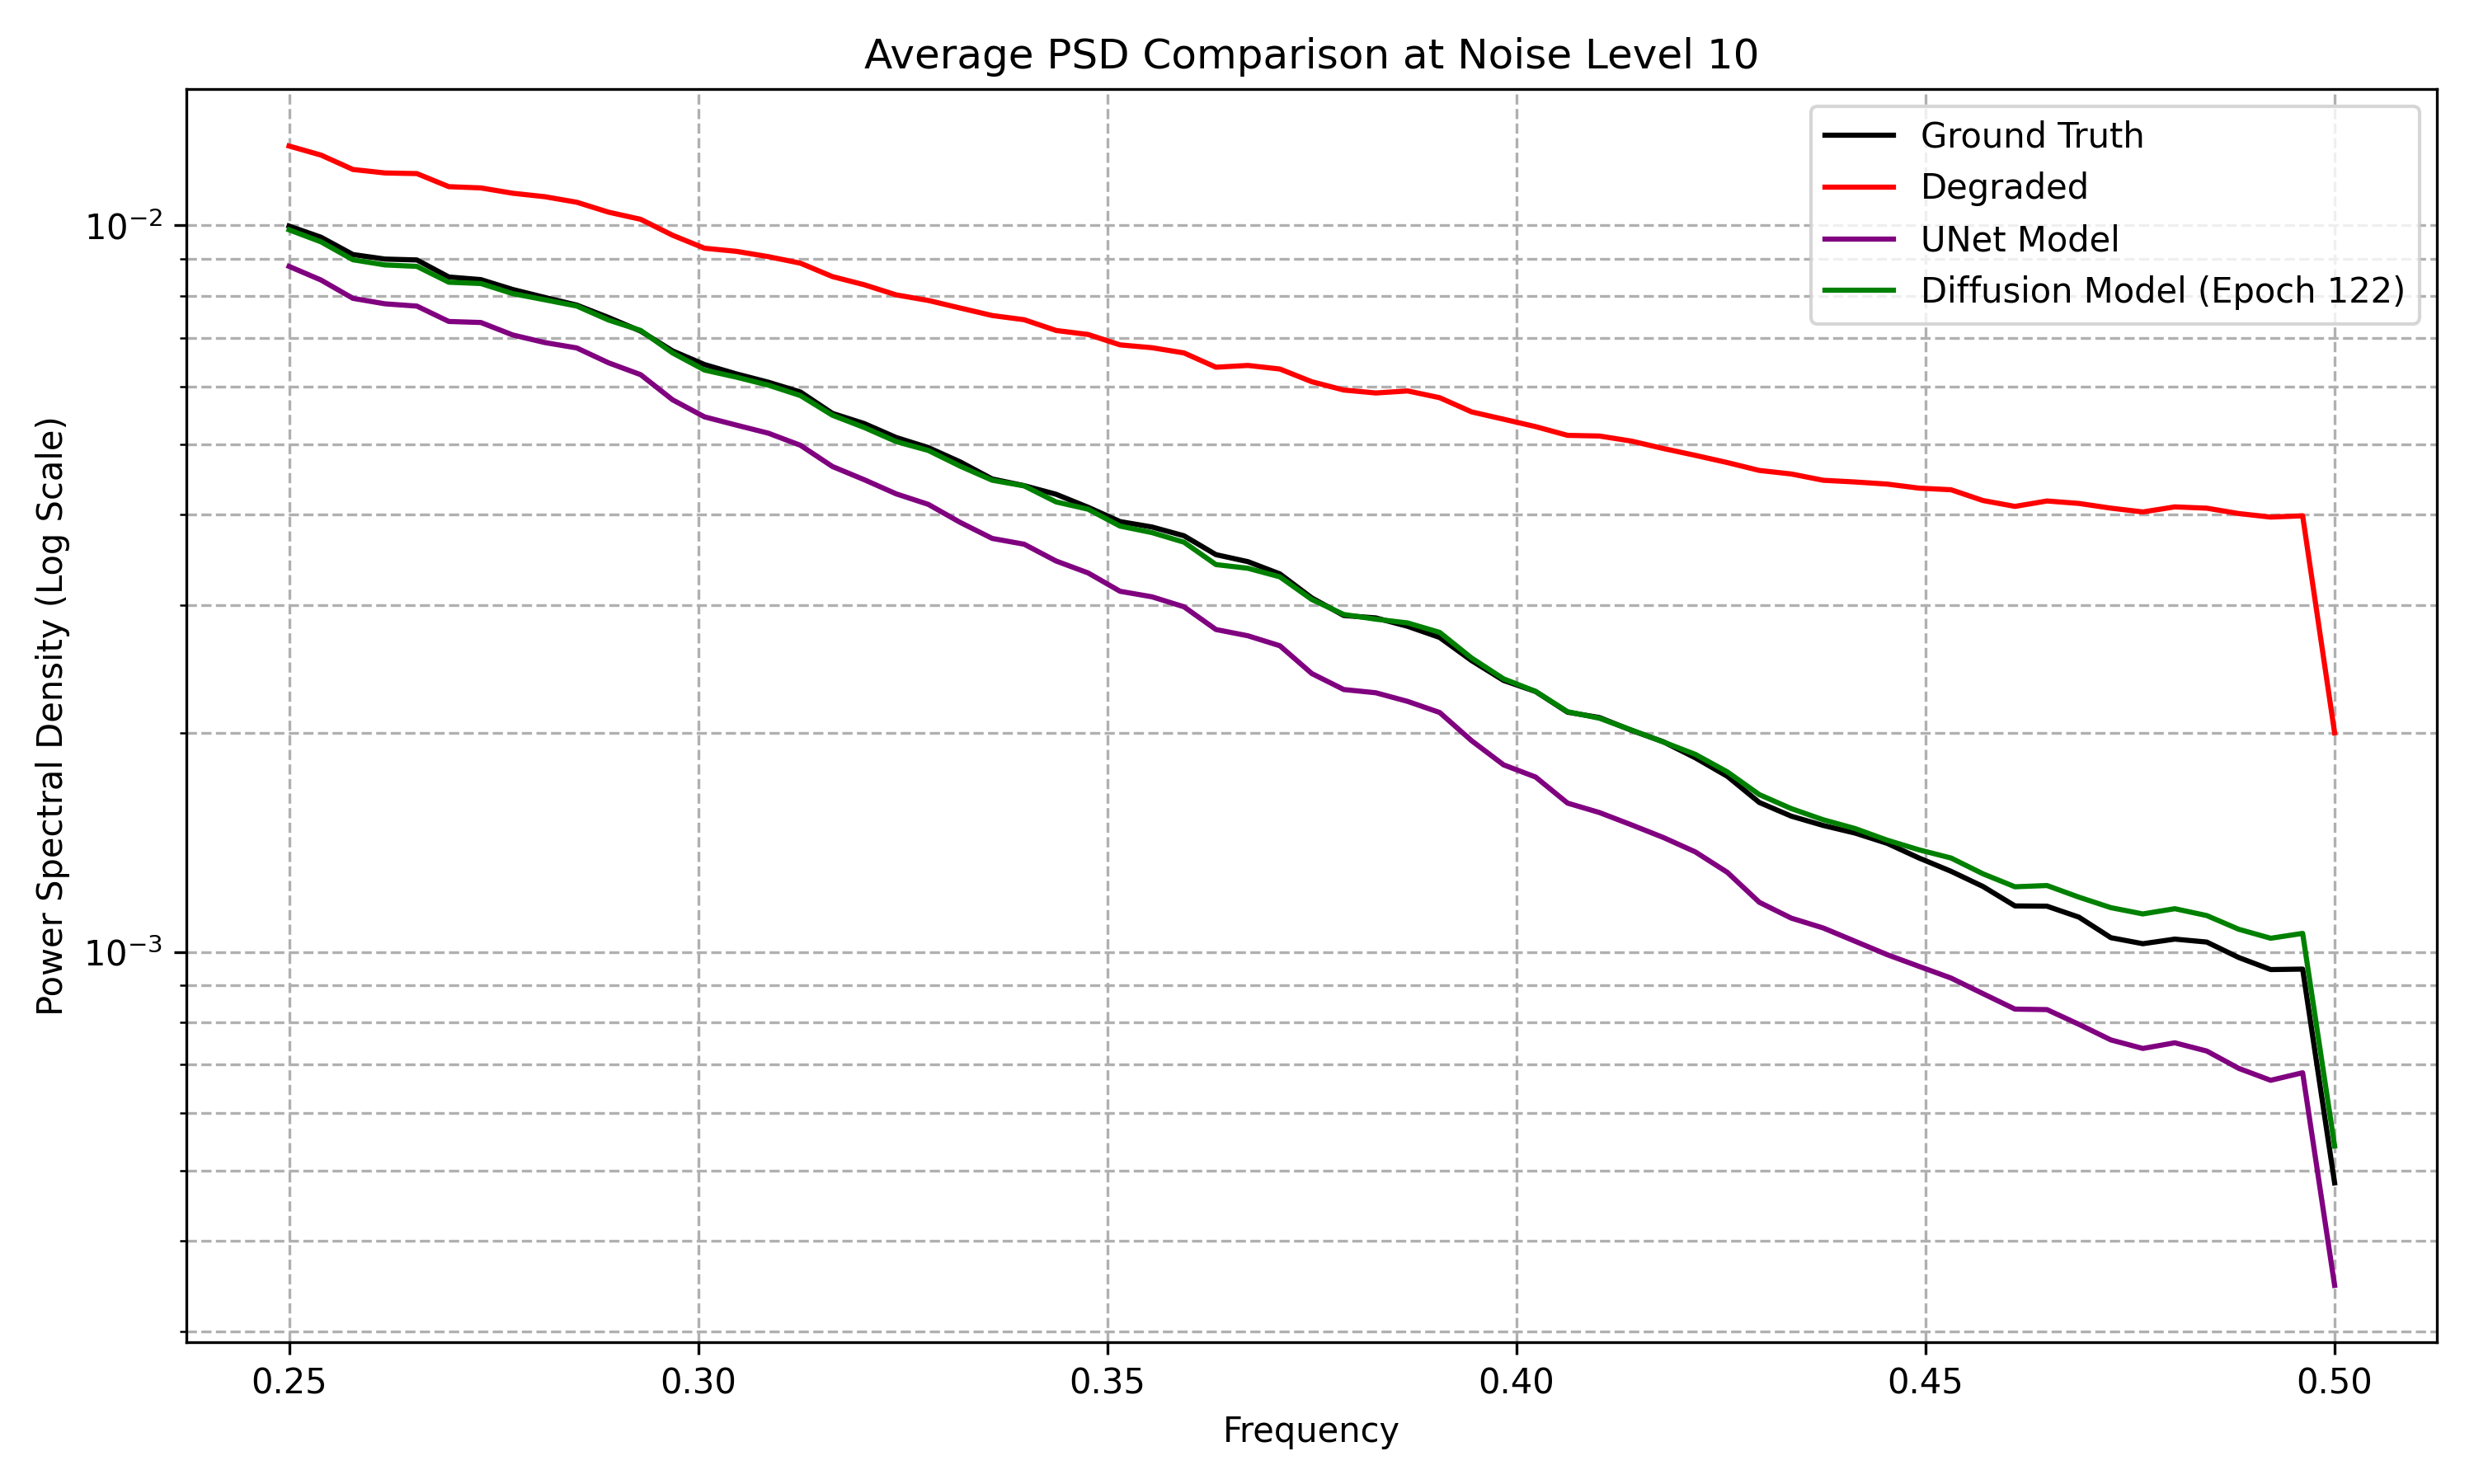 Average PSD Comparison at Noise Level 10
Ground Truth
Degraded
UNet Model
Diffusion Model (Epoch 122)
Power Spectral Density (Log Scale)
10⁻²
10⁻³
0.25 0.30 0.35 0.40 0.45 0.50
Frequency